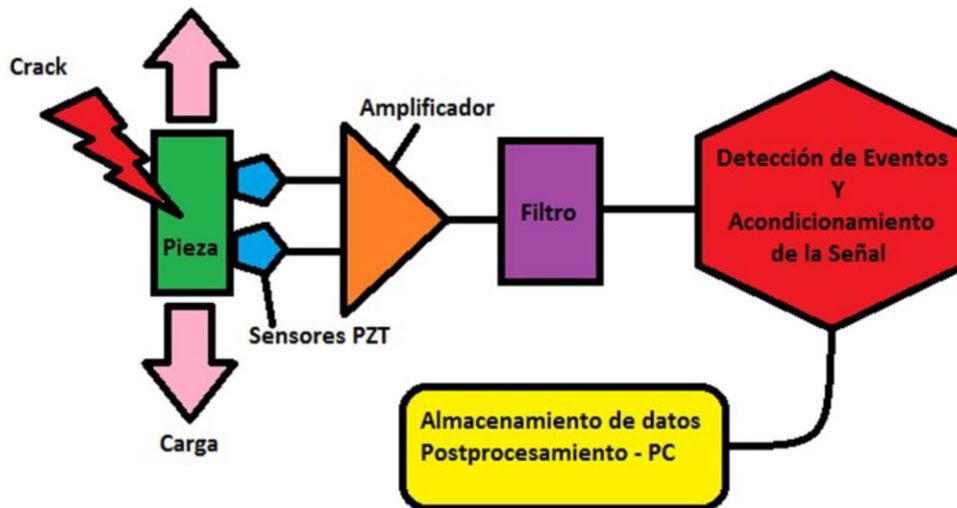 Crack
Amplificador
Pieza
Filtro
Detección de Eventos
Y
Acondicionamiento
de la Señal
Sensores PZT
Carga
Almacenamiento de datos
Postprocesamiento - PC